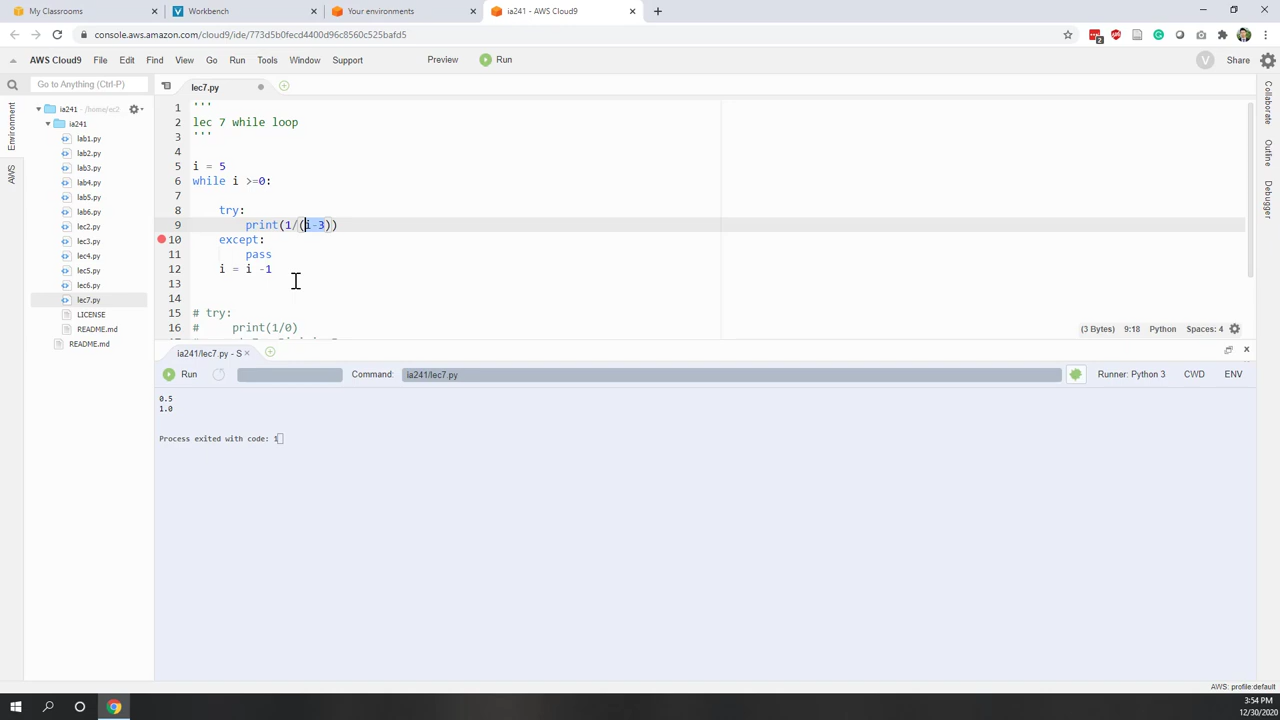 My Classrooms
Workbench
Your environments
ia241 - AWS Cloud9
console.aws.amazon.com/cloud9/ide/773d5b0fecd4400d96c8560c525bafd5
2
AWS Cloud9 File Edit Find View Go Run Tools Window Support Preview Run V Share
Go to Anything (Ctrl-P)
lec7.py
Environment
AWS
Collaborate
Outline
Debugger
ia241 - /home/ec2
ia241
lab1.py
lab2.py
lab3.py
lab4.py
lab5.py
lab6.py
lec2.py
lec3.py
lec4.py
lec5.py
lec6.py
lec7.py
LICENSE
README.md
README.md
1 '''
2 lec 7 while loop
3 '''
4
5 i = 5
6 while i >=0:
7
8 try:
9 print(1/(i-3))
10 except:
11 pass
12 i = i -1
13
14
15 # try:
16 # print(1/0)
(3 Bytes) 9:18 Python Spaces: 4
ia241/lec7.py - S
Run Command: ia241/lec7.py Runner: Python 3 CWD ENV
0.5
1.0
Process exited with code: 1
AWS: profile:default
3:54 PM
12/30/2020